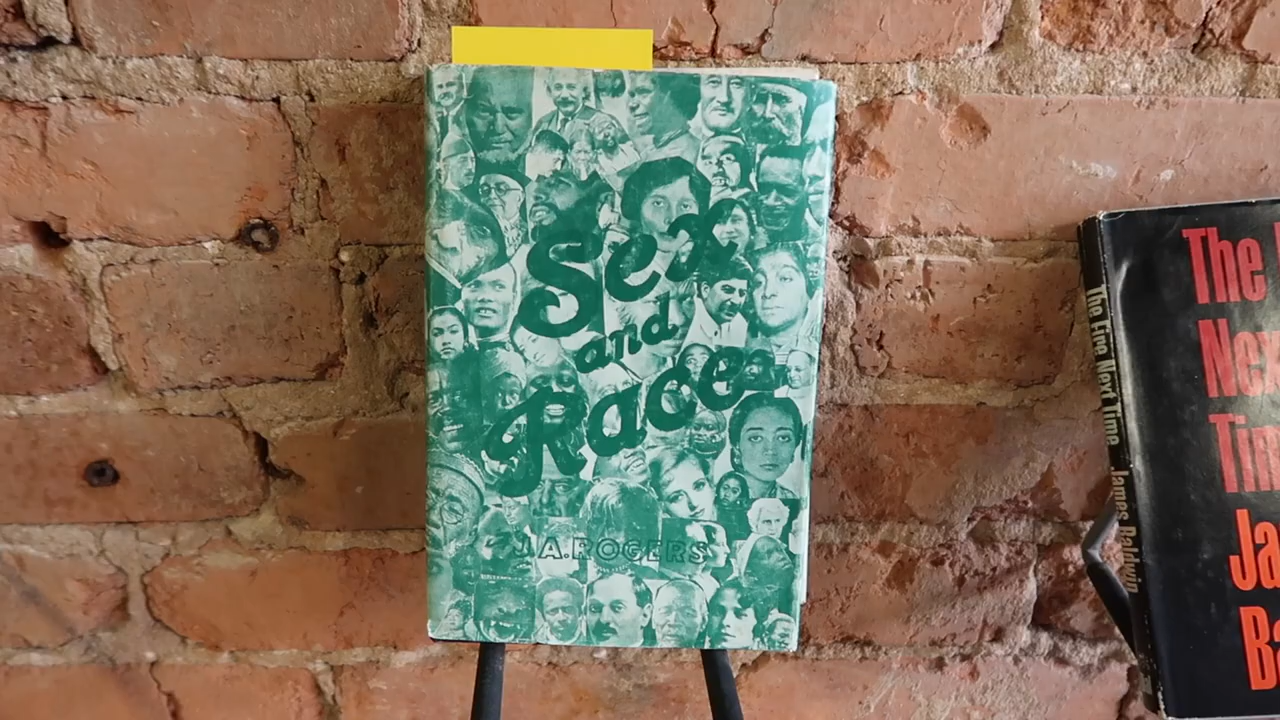 Sex
and
Race
J.A.ROGERS
The Fire Next Time James Baldwin
The
Nex
Tim
Ja
Ba